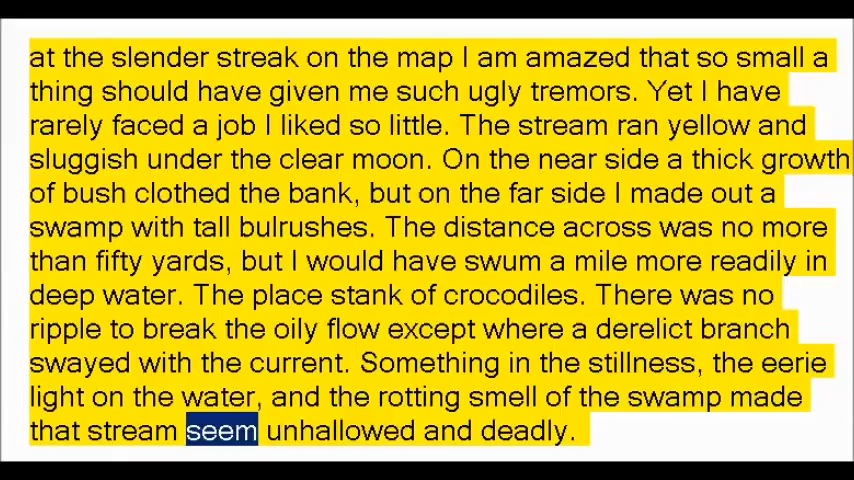 at the slender streak on the map I am amazed that so small a
thing should have given me such ugly tremors. Yet I have
rarely faced a job I liked so little. The stream ran yellow and
sluggish under the clear moon. On the near side a thick growth
of bush clothed the bank, but on the far side I made out a
swamp with tall bulrushes. The distance across was no more
than fifty yards, but I would have swum a mile more readily in
deep water. The place stank of crocodiles. There was no
ripple to break the oily flow except where a derelict branch
swayed with the current. Something in the stillness, the eerie
light on the water, and the rotting smell of the swamp made
that stream seem unhallowed and deadly.